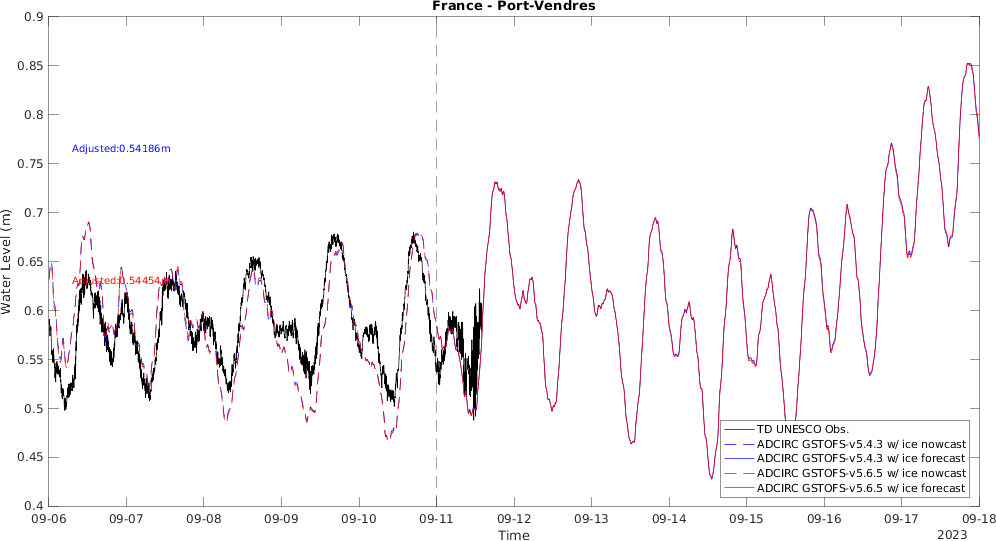 France - Port-Vendres
0.9
0.85
0.8
0.75
0.7
0.65
0.6
0.55
0.5
0.45
0.4
Water Level (m)
Adjusted:0.54186m
Adjusted:0.54454
TD UNESCO Obs.
ADCIRC GSTOFS-v5.4.3 w/ ice nowcast
ADCIRC GSTOFS-v5.4.3 w/ ice forecast
ADCIRC GSTOFS-v5.6.5 w/ ice nowcast
ADCIRC GSTOFS-v5.6.5 w/ ice forecast
09-06 09-07 09-08 09-09 09-10 09-11 09-12 09-13 09-14 09-15 09-16 09-17 09-18
Time
2023